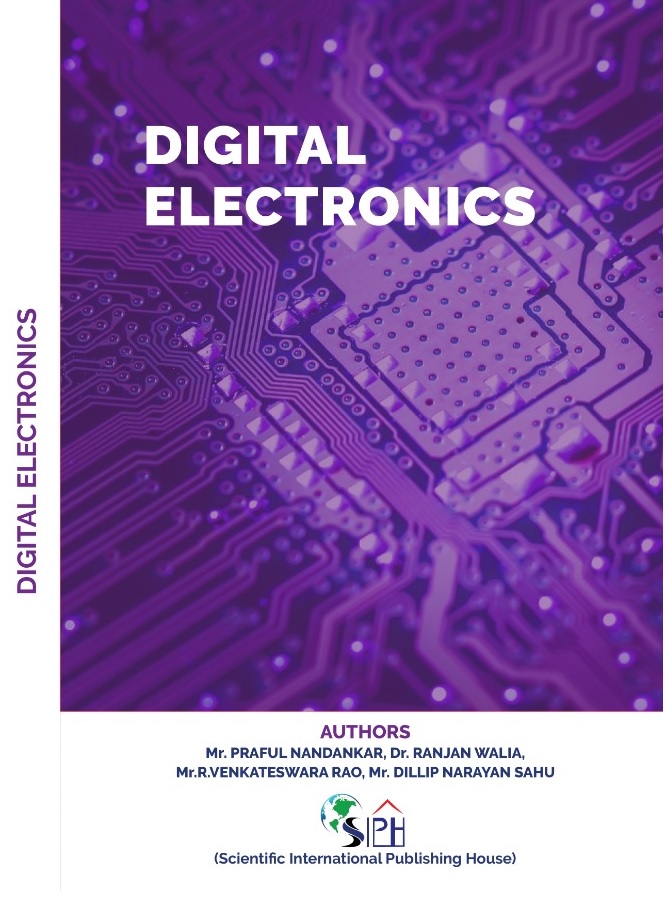 DIGITAL
ELECTRONICS
DIGITAL ELECTRONICS
AUTHORS
Mr. PRAFUL NANDANKAR, Dr. RANJAN WALIA,
Mr.R.VENKATESWARA RAO, Mr. DILLIP NARAYAN SAHU
SIPH
(Scientific International Publishing House)